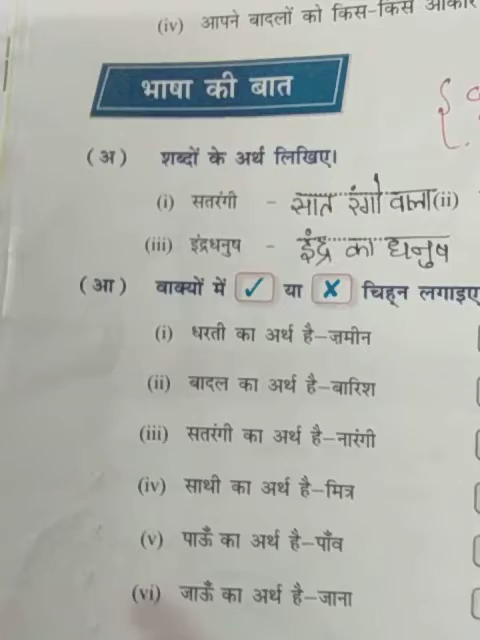 (iv) आपने बादलों को किस-किस आकार
भाषा की बात
(अ) शब्दों के अर्थ लिखिए।
(i) सतरंगी - सात रंगो वाला (ii)
(iii) इंद्रधनुष - इंद्र का धनुष
(आ) वाक्यों में ✓ या ✗ चिह्न लगाइए
(i) धरती का अर्थ है–ज़मीन
(ii) बादल का अर्थ है–बारिश
(iii) सतरंगी का अर्थ है–नारंगी
(iv) साथी का अर्थ है–मित्र
(v) पाऊँ का अर्थ है–पाँव
(vi) जाऊँ का अर्थ है–जाना